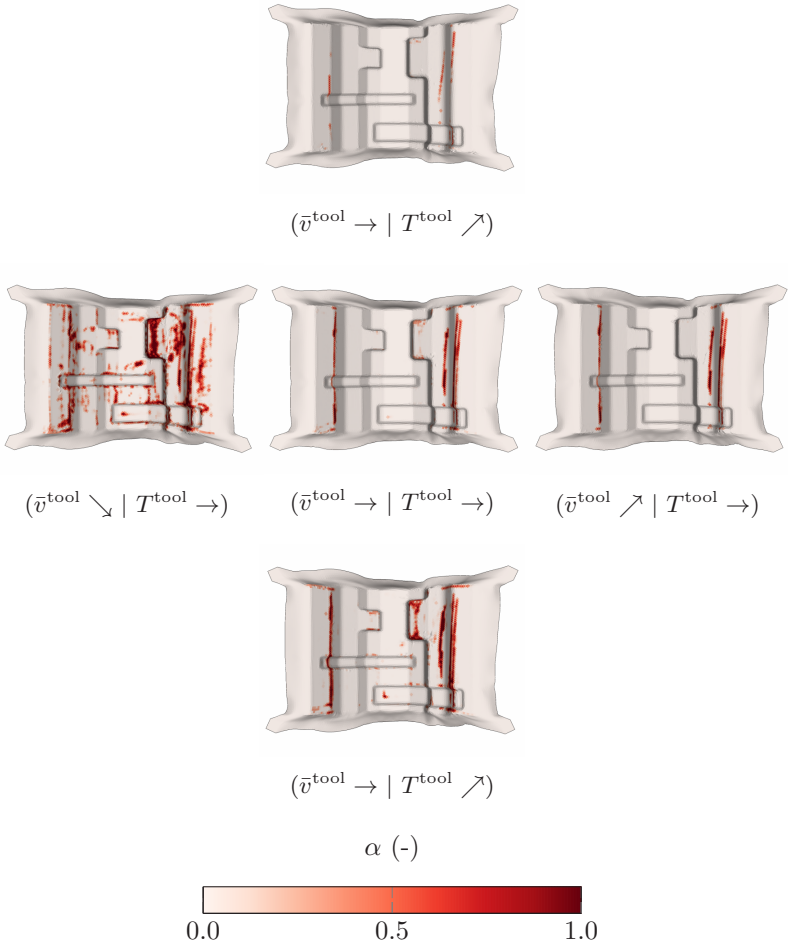 (v̄^tool → | T^tool ↗)
(v̄^tool ↘ | T^tool →) (v̄^tool → | T^tool →) (v̄^tool ↗ | T^tool →)
(v̄^tool → | T^tool ↗)
α (-)
0.0 0.5 1.0